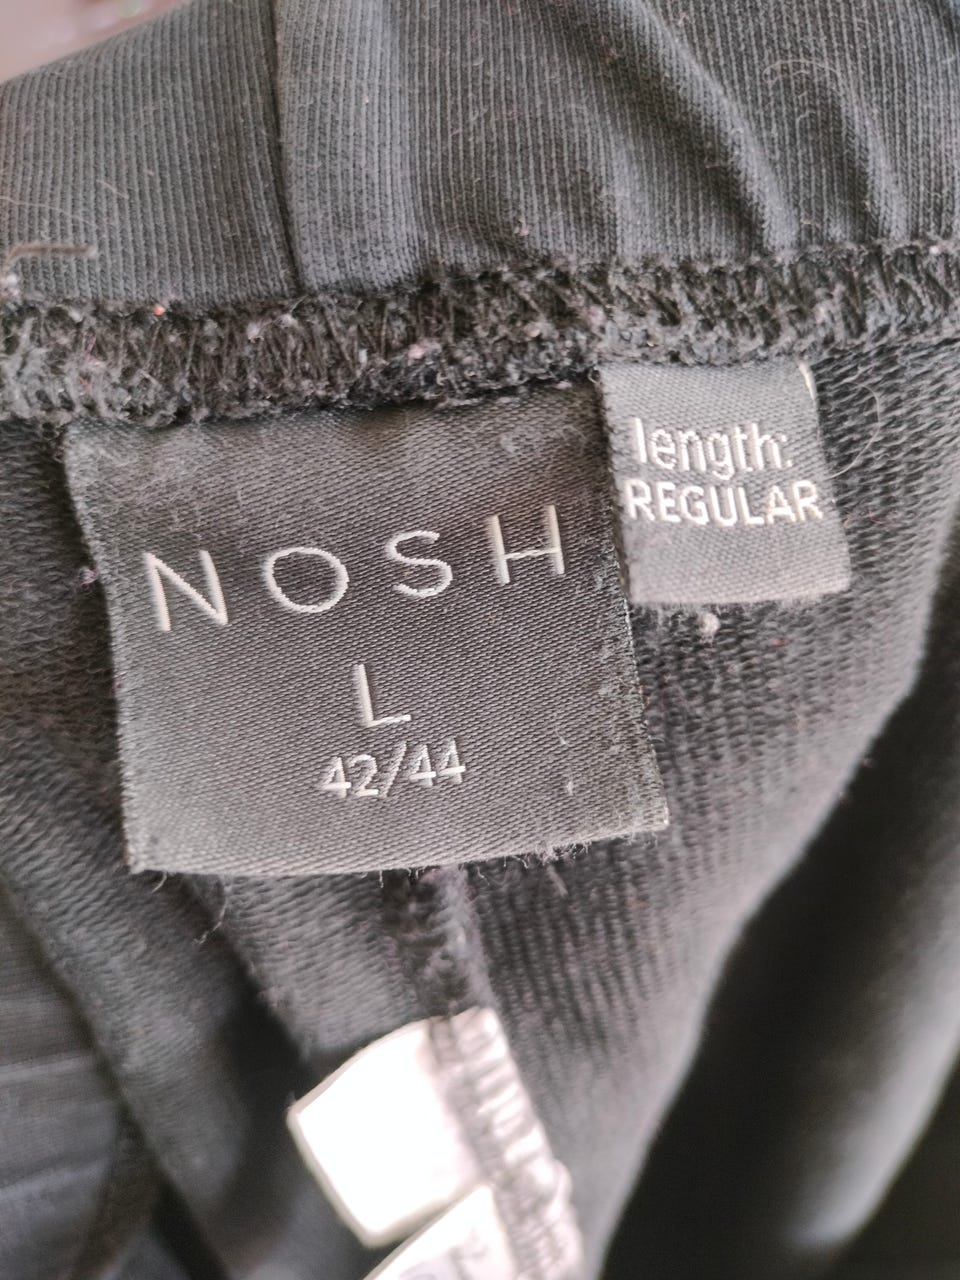 NOSH
L
42/44
length:
REGULAR